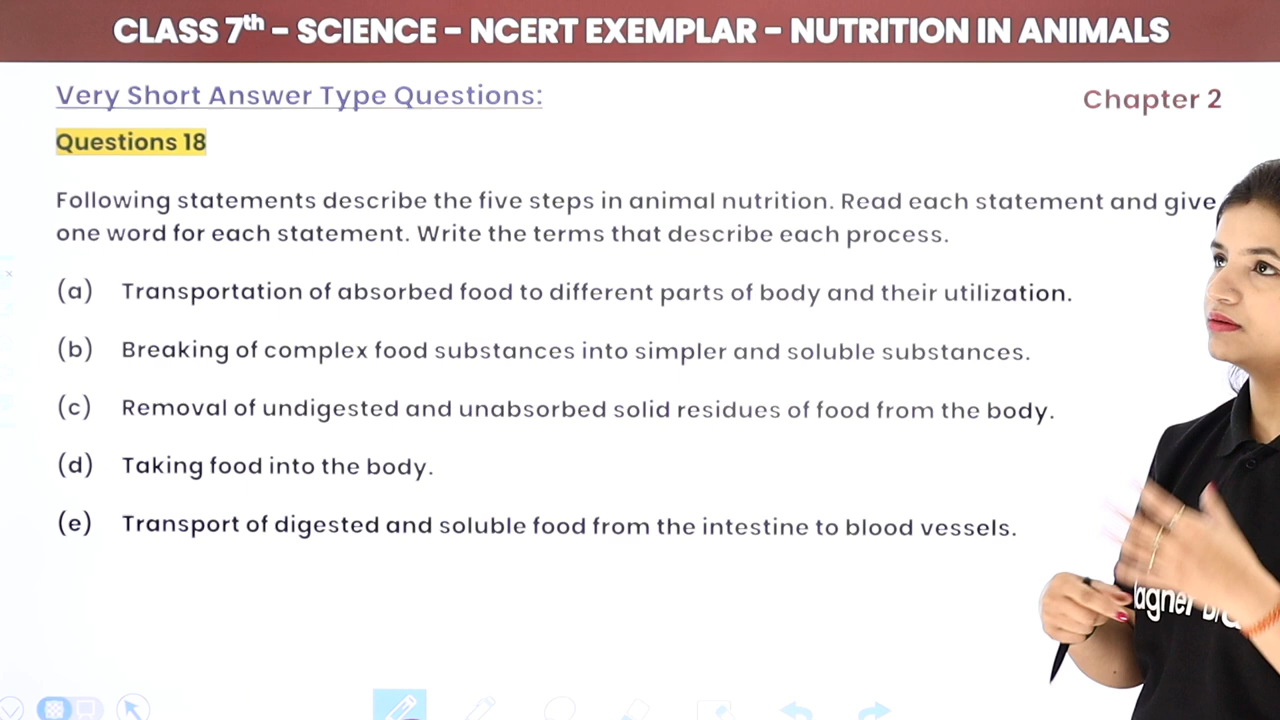 CLASS 7th – SCIENCE – NCERT EXEMPLAR – NUTRITION IN ANIMALS
Very Short Answer Type Questions:
Chapter 2
Questions 18
Following statements describe the five steps in animal nutrition. Read each statement and give
one word for each statement. Write the terms that describe each process.
(a) Transportation of absorbed food to different parts of body and their utilization.
(b) Breaking of complex food substances into simpler and soluble substances.
(c) Removal of undigested and unabsorbed solid residues of food from the body.
(d) Taking food into the body.
(e) Transport of digested and soluble food from the intestine to blood vessels.